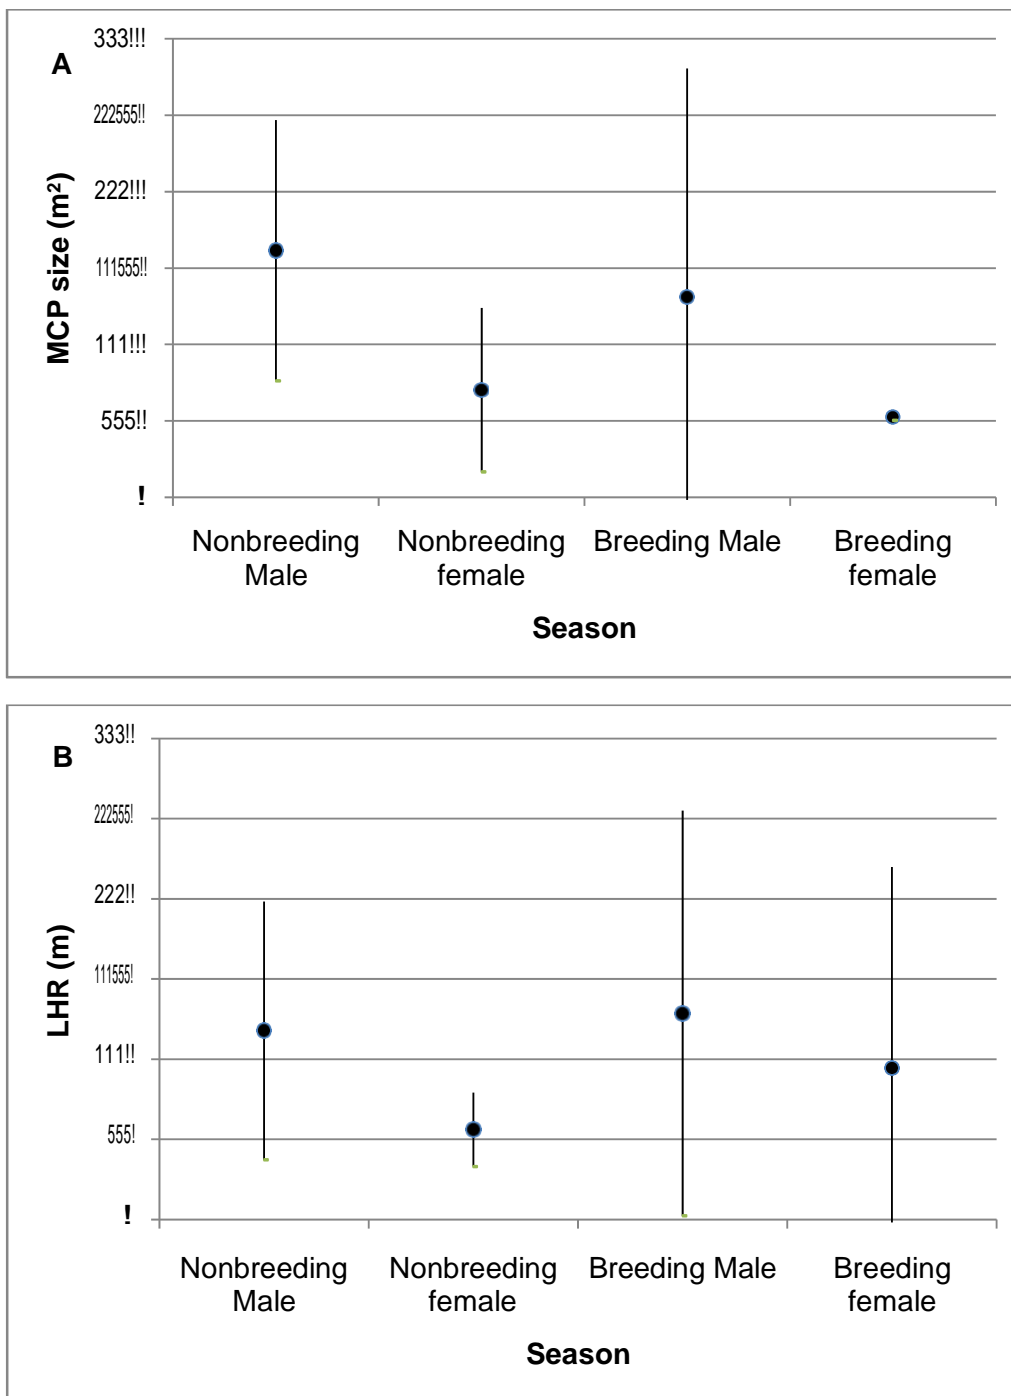 A
333!!!
222555!!
222!!!
111555!!
111!!!
555!!
!
MCP size (m²)
Nonbreeding Male
Nonbreeding female
Breeding Male
Breeding female
Season
B
333!!
222555!
222!!
111555!
111!!
555!
!
LHR (m)
Nonbreeding Male
Nonbreeding female
Breeding Male
Breeding female
Season